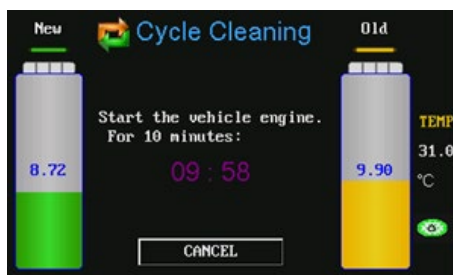 New
Cycle Cleaning
Old
Start the vehicle engine.
For 10 minutes:
09 : 58
8.72
9.90
TEMP
31.0
°C
CANCEL